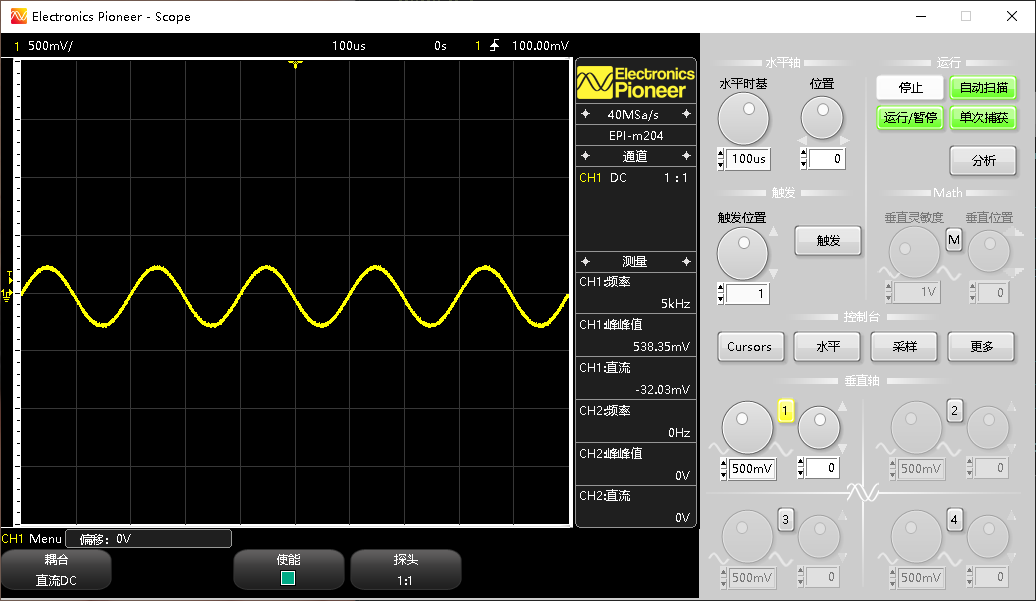 Electronics Pioneer - Scope
1 500mV/ 100us 0s 1 100.00mV
Electronics
Pioneer
40MSa/s
EPI-m204
通道
CH1 DC 1 : 1
测量
CH1:频率
5kHz
CH1:峰峰值
538.35mV
CH1:直流
-32.03mV
CH2:频率
0Hz
CH2:峰峰值
0V
CH2:直流
0V
T
1
CH1 Menu 偏移: 0V
耦合
直流DC
使能
探头
1:1
水平轴
水平时基 位置
100us 0
运行
停止 自动扫描
运行/暂停 单次捕获
分析
触发
触发位置
触发
1
Math
垂直灵敏度 垂直位置
M
1V 0
控制台
Cursors 水平 采样 更多
垂直轴
1
500mV 0
2
500mV 0
3
500mV 0
4
500mV 0